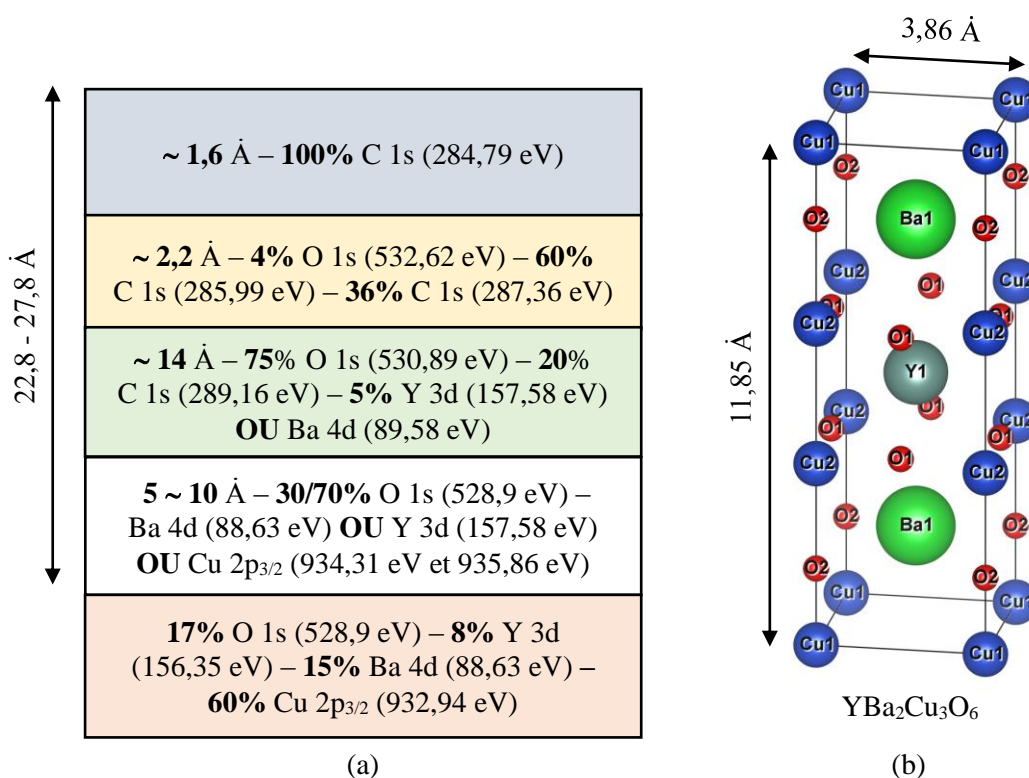 3,86 Å
22,8 - 27,8 Å
~ 1,6 Å – 100% C 1s (284,79 eV)
~ 2,2 Å – 4% O 1s (532,62 eV) – 60%
C 1s (285,99 eV) – 36% C 1s (287,36 eV)
~ 14 Å – 75% O 1s (530,89 eV) – 20%
C 1s (289,16 eV) – 5% Y 3d (157,58 eV)
OU Ba 4d (89,58 eV)
5 ~ 10 Å – 30/70% O 1s (528,9 eV) –
Ba 4d (88,63 eV) OU Y 3d (157,58 eV)
OU Cu 2p3/2 (934,31 eV et 935,86 eV)
17% O 1s (528,9 eV) – 8% Y 3d
(156,35 eV) – 15% Ba 4d (88,63 eV) –
60% Cu 2p3/2 (932,94 eV)
(a)
11,85 Å
Cu1 Cu1
Cu1 Cu1
O2 O2
O2 Ba1 O2
Cu2 O1 Cu2
O1 O1
Cu2 O1 Cu2
Y1
Cu2 O1 Cu2
O1 O1
Cu2 O1 Cu2
O2 Ba1 O2
O2 O2
Cu1 Cu1
Cu1 Cu1
YBa2Cu3O6
(b)